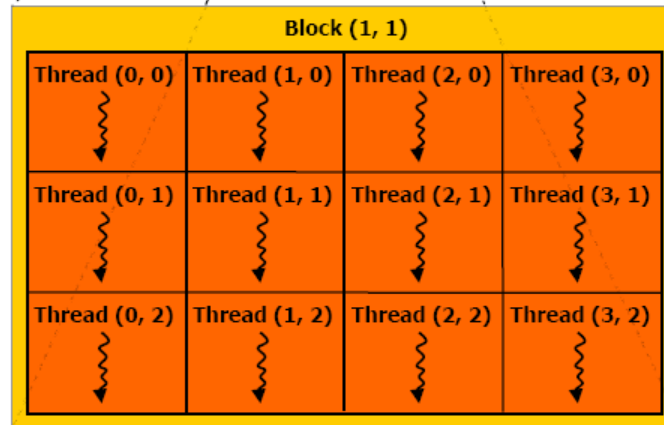 Block (1, 1)
Thread (0, 0) Thread (1, 0) Thread (2, 0) Thread (3, 0)
Thread (0, 1) Thread (1, 1) Thread (2, 1) Thread (3, 1)
Thread (0, 2) Thread (1, 2) Thread (2, 2) Thread (3, 2)